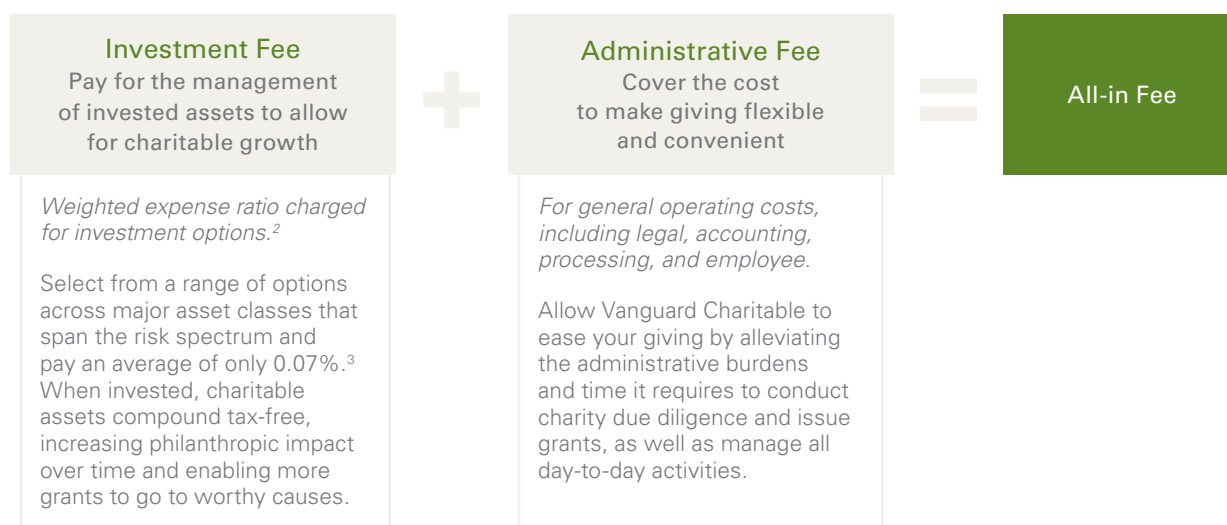 Investment Fee
Pay for the management
of invested assets to allow
for charitable growth
+
Administrative Fee
Cover the cost
to make giving flexible
and convenient
=
All-in Fee
Weighted expense ratio charged
for investment options.2
Select from a range of options
across major asset classes that
span the risk spectrum and
pay an average of only 0.07%.3
When invested, charitable
assets compound tax-free,
increasing philanthropic impact
over time and enabling more
grants to go to worthy causes.
For general operating costs,
including legal, accounting,
processing, and employee.
Allow Vanguard Charitable to
ease your giving by alleviating
the administrative burdens
and time it requires to conduct
charity due diligence and issue
grants, as well as manage all
day-to-day activities.